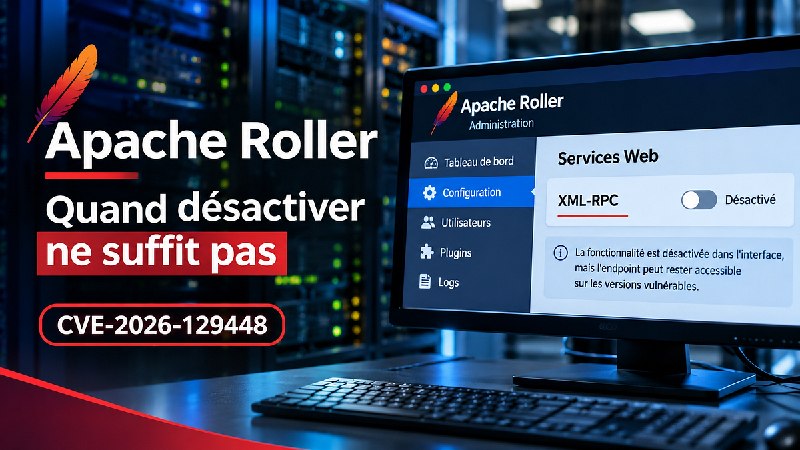 Apache Roller
Quand désactiver
ne suffit pas
CVE-2026-129448
Apache Roller
Administration
Tableau de bord
Configuration
Utilisateurs
Plugins
Logs
Services Web
XML-RPC
Désactivé
La fonctionnalité est désactivée dans l'interface,
mais l'endpoint peut rester accessible
sur les versions vulnérables.